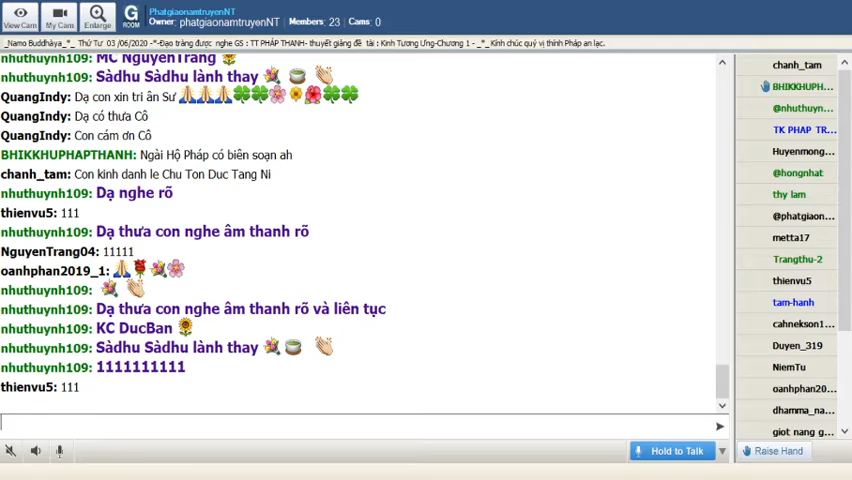 PhatgiaonamtruyenNT
Owner: phatgiaonamtruyenNT | Members: 23 | Cams: 0
View Cam
My Cam
Enlarge
G
ROOM
_Namo Buddhàya_*_ Thứ Tư 03 /06/2020 -*-Đạo tràng được nghe GS : TT PHÁP THANH- thuyết giảng đề tài : Kinh Tương Ưng-Chương 1 - _*_ Kính chúc quý vị thính Pháp an lạc.
nhuthuynh109: MC NguyenTrang
nhuthuynh109: Sàdhu Sàdhu lành thay
QuangIndy: Dạ con xin tri ân Sư
QuangIndy: Dạ có thưa Cô
QuangIndy: Con cám ơn Cô
BHIKKHUPHAPTHANH: Ngài Hộ Pháp có biên soạn ah
chanh_tam: Con kinh danh le Chu Ton Duc Tang Ni
nhuthuynh109: Dạ nghe rõ
thienvu5: 111
nhuthuynh109: Dạ thưa con nghe âm thanh rõ
NguyenTrang04: 11111
oanhphan2019_1:
nhuthuynh109:
nhuthuynh109: Dạ thưa con nghe âm thanh rõ và liên tục
nhuthuynh109: KC DucBan
nhuthuynh109: Sàdhu Sàdhu lành thay
nhuthuynh109: 1111111111
thienvu5: 111
chanh_tam
BHIKKHUPH...
@nhuthuyn...
TK PHAP TR...
Huyenmong...
@hongnhat
thy lam
@phatgiaon...
metta17
Trangthu-2
thienvu5
tam-hanh
cahnekson1...
Duyen_319
NiemTu
oanhphan20...
dhamma_na...
giot nang g...
Hold to Talk
Raise Hand